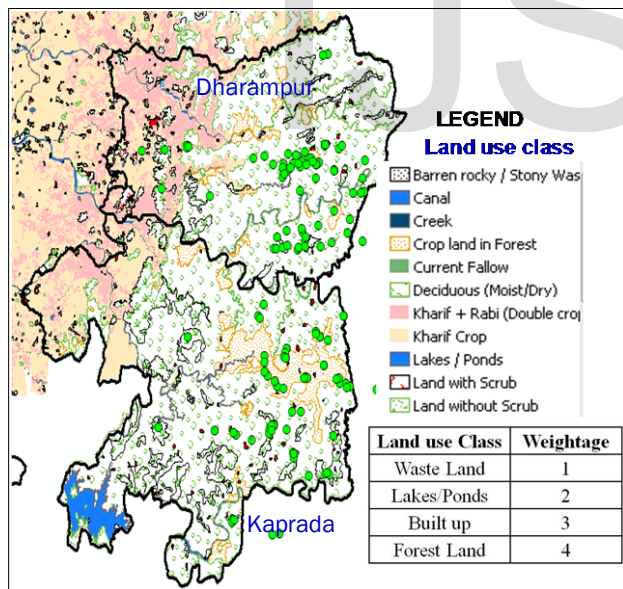 US
Dharampur
LEGEND
Land use class
Barren rocky / Stony Was
Canal
Creek
Crop land in Forest
Current Fallow
Deciduous (Moist/Dry)
Kharif + Rabi (Double crop
Kharif Crop
Lakes / Ponds
Land with Scrub
Land without Scrub
Land use Class Weightage
Waste Land 1
Lakes/Ponds 2
Built up 3
Forest Land 4
Kaprada